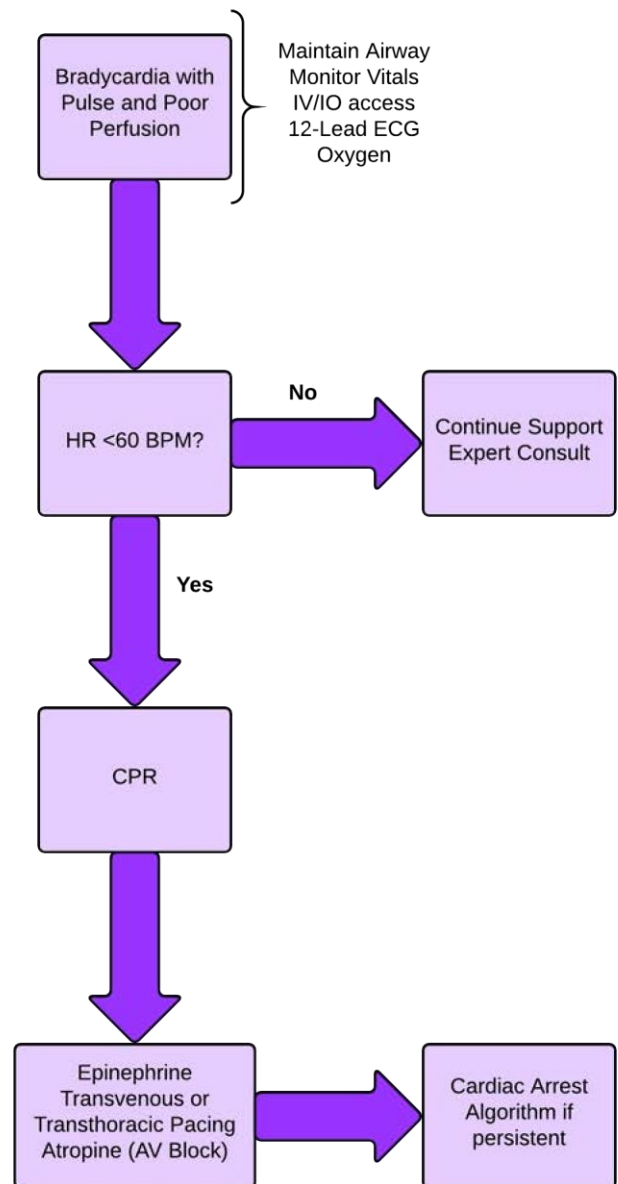 Bradycardia with
Pulse and Poor
Perfusion
Maintain Airway
Monitor Vitals
IV/IO access
12-Lead ECG
Oxygen
HR <60 BPM?
No
Continue Support
Expert Consult
Yes
CPR
Epinephrine
Transvenous or
Transthoracic Pacing
Atropine (AV Block)
Cardiac Arrest
Algorithm if
persistent